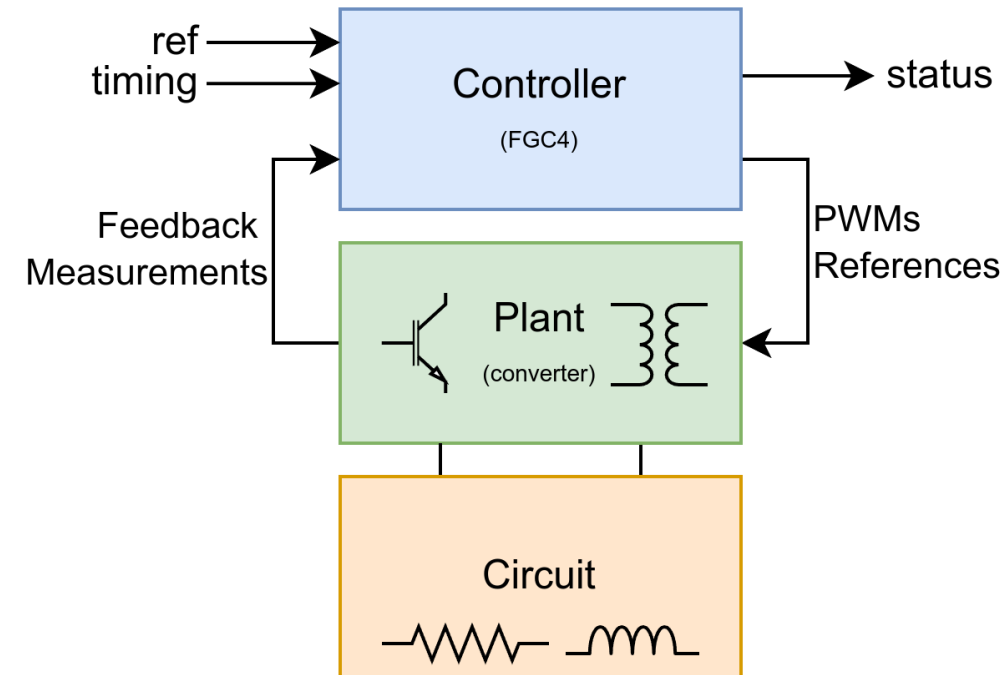 ref
timing
Controller
(FGC4)
status
Feedback
Measurements
PWMs
References
Plant
(converter)
Circuit